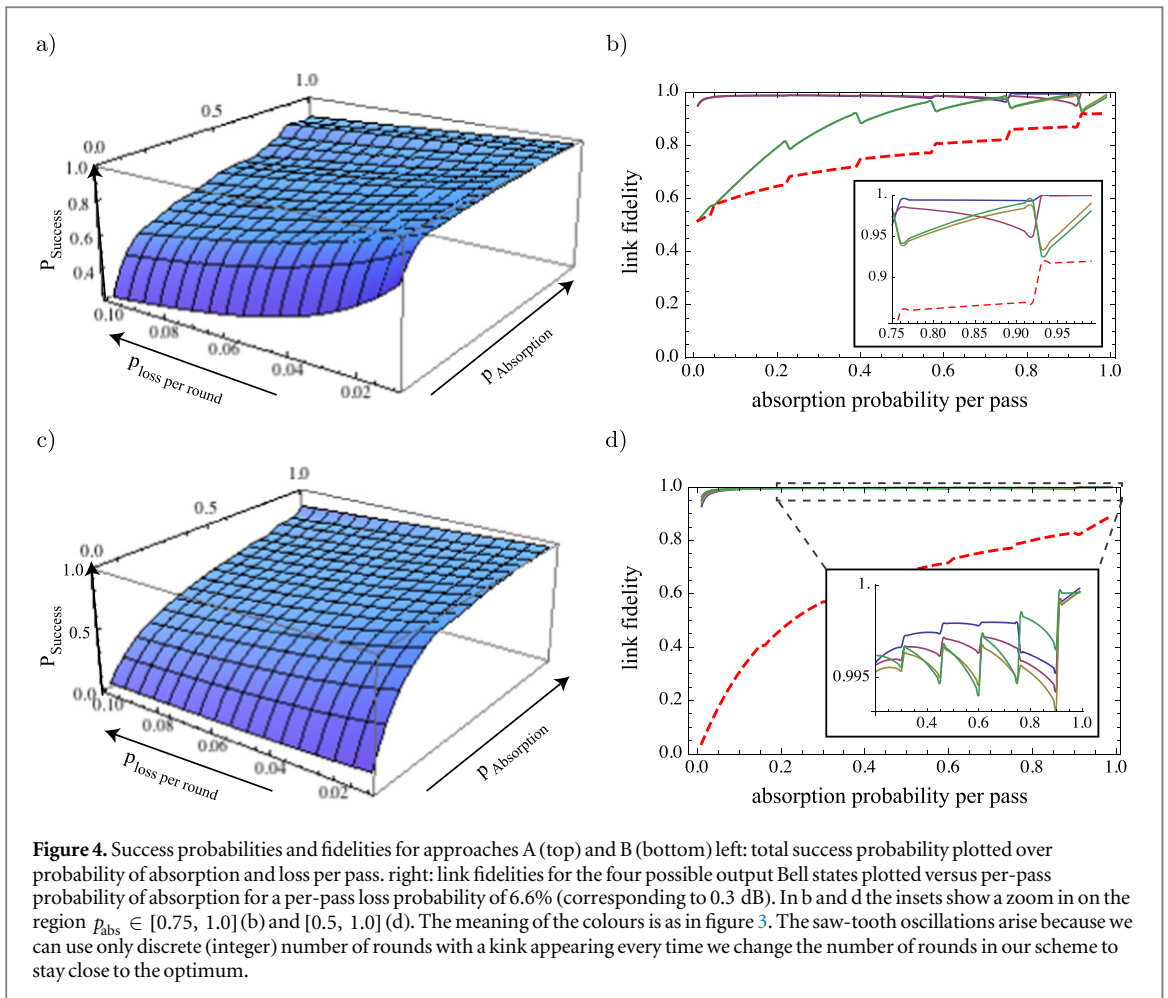 a)
1.0
0.5
0.0
1.0
0.8
0.6
0.4
P_Success
0.10
0.08
0.06
0.04
0.02
p_loss per round
p_Absorption
b)
1.0
0.8
0.6
0.4
0.2
0.0
link fidelity
0.0 0.2 0.4 0.6 0.8 1.0
absorption probability per pass
1.
0.95
0.9
0.75 0.80 0.85 0.90 0.95
c)
1.0
0.5
0.0
1.0
0.5
0.0
P_Success
0.10
0.08
0.06
0.04
0.02
p_loss per round
p_Absorption
d)
1.0
0.8
0.6
0.4
0.2
0.0
link fidelity
0.0 0.2 0.4 0.6 0.8 1.0
absorption probability per pass
1.
0.995
0.4 0.6 0.8 1.0
Figure 4. Success probabilities and fidelities for approaches A (top) and B (bottom) left: total success probability plotted over
probability of absorption and loss per pass. right: link fidelities for the four possible output Bell states plotted versus per-pass
probability of absorption for a per-pass loss probability of 6.6% (corresponding to 0.3 dB). In b and d the insets show a zoom in on the
region p_abs ∈ [0.75, 1.0] (b) and [0.5, 1.0] (d). The meaning of the colours is as in figure 3. The saw-tooth oscillations arise because we
can use only discrete (integer) number of rounds with a kink appearing every time we change the number of rounds in our scheme to
stay close to the optimum.